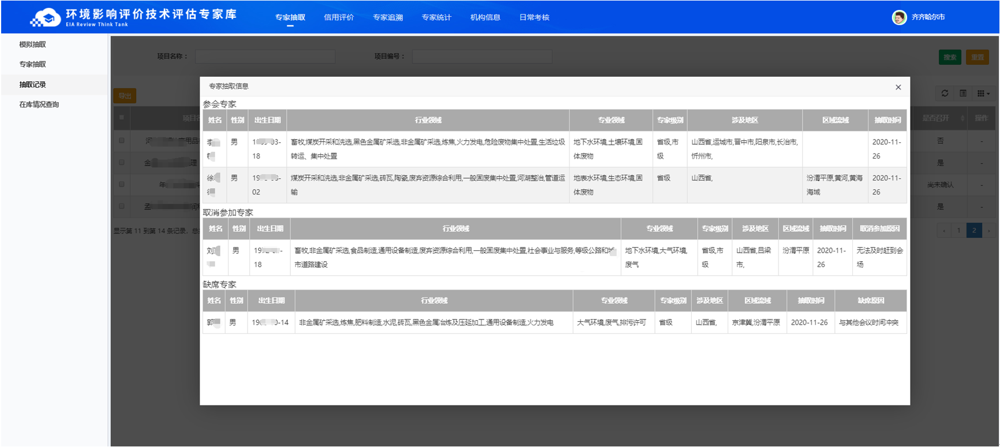 环境影响评价技术评估专家库
EIA Review Think Tank
专家抽取 信用评价 专家追溯 专家统计 机构信息 日常考核
齐齐哈尔市
模拟抽取
专家抽取
抽取记录
在库情况查询
项目名称： 项目编号： 搜索 重置
导出
专家抽取信息 ×
参会专家
姓名 性别 出生日期 行业领域 专业领域 专家级别 涉及地区 区域流域 抽取时间
李 男 03- 畜牧,煤炭开采和洗选,黑色金属矿采选,非金属矿采选,炼焦,火力发电,危险废物集中处置,生活垃圾 地下水环境,土壤环境,固 省级,市 山西省,运城市,晋中市,阳泉市,长治市, 2020-11-
18 转运、集中处置 体废物 级 忻州市, 26
徐 男 19 煤炭开采和洗选,非金属矿采选,砖瓦,陶瓷,废弃资源综合利用,一般固废集中处置,河湖整治,管道运 地表水环境,生态环境,固 省级 山西省, 汾渭平原,黄河,黄海 2020-11-
02 输 体废物 海域 26
取消参加专家
姓名 性别 出生日期 行业领域 专业领域 专家级别 涉及地区 区域流域 抽取时间 取消参加原因
刘 男 19 畜牧,非金属矿采选,食品制造,通用设备制造,废弃资源综合利用,一般固废集中处置,社会事业与服务,等级公路和城 地下水环境,大气环境, 省级,市 山西省,吕梁 汾渭平原 2020-11- 无法及时赶到会
18 市道路建设 废气 级 市, 26 场
缺席专家
姓名 性别 出生日期 行业领域 专业领域 专家级别 涉及地区 区域流域 抽取时间 缺席原因
郭 男 19 0-14 非金属矿采选,炼焦,肥料制造,水泥,砖瓦,黑色金属冶炼及压延加工,通用设备制造,火力发电 大气环境,废气,排污许可 省级 山西省, 京津冀,汾渭平原 2020-11-26 与其他会议时间冲突
是否召开 操作
否 -
是 -
尚未确认 -
是 -
显示第 11 到第 14 条记录，总
‹ 1 2 ›